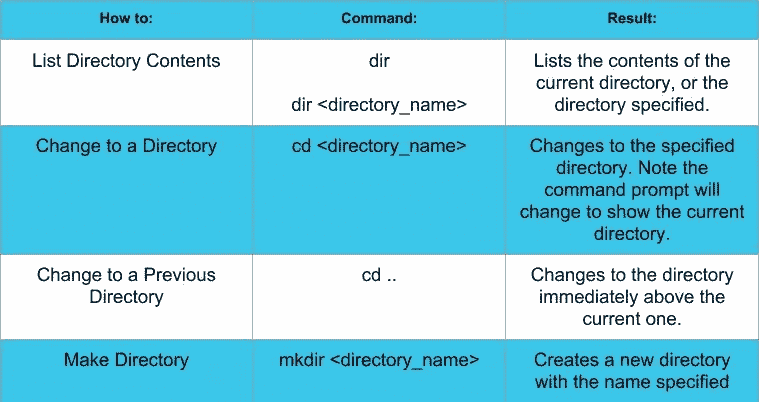 How to: Command: Result:
List Directory Contents dir Lists the contents of the
current directory, or the
dir <directory_name> directory specified.
Change to a Directory cd <directory_name> Changes to the specified
directory. Note the
command prompt will
change to show the current
directory.
Change to a Previous cd .. Changes to the directory
Directory immediately above the
current one.
Make Directory mkdir <directory_name> Creates a new directory
with the name specified